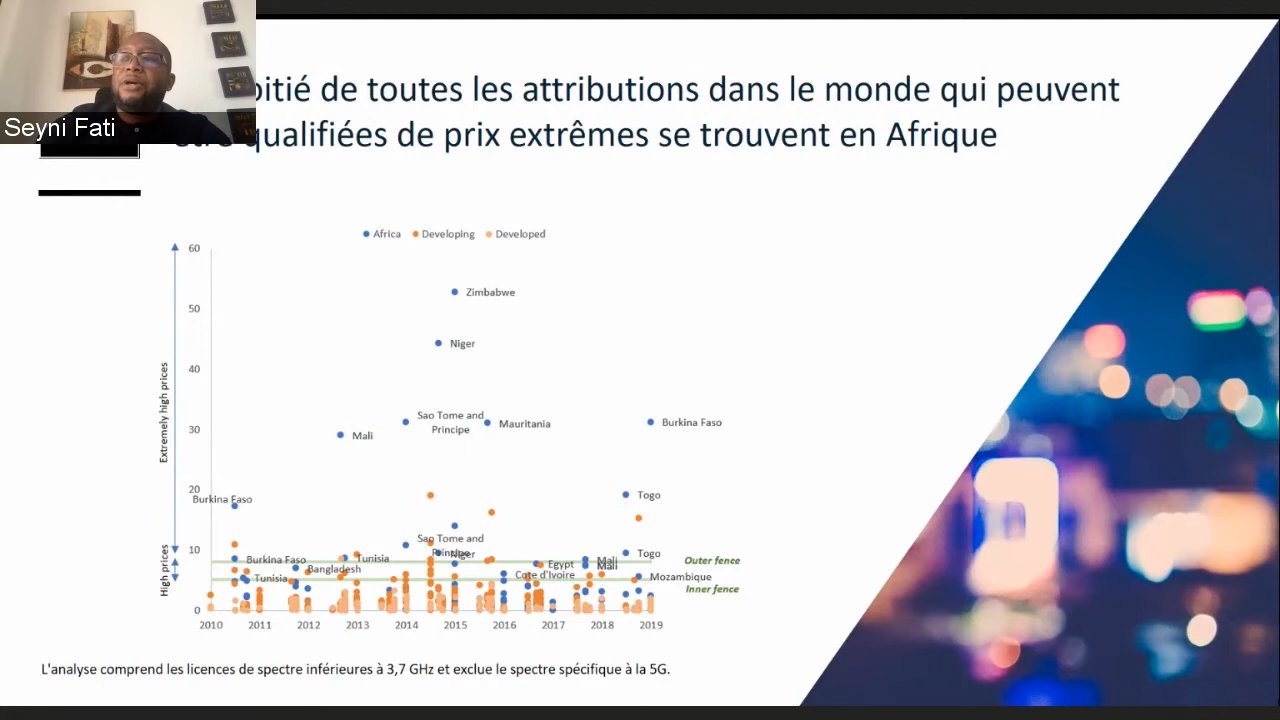 Seyni Fati
oitié de toutes les attributions dans le monde qui peuvent
qualifiées de prix extrêmes se trouvent en Afrique
Africa Developing Developed
60
50
40
30
20
10
0
Extremely high prices
High prices
Zimbabwe
Niger
Sao Tome and
Principe
Mauritania
Burkina Faso
Mali
Burkina Faso
Togo
Sao Tome and
Principe
Niger
Togo
Burkina Faso
Tunisia
Mali
Mali
Egypt
Outer fence
Bangladesh
Tunisia
Cote d'Ivoire
Mozambique
Inner fence
2010 2011 2012 2013 2014 2015 2016 2017 2018 2019
L'analyse comprend les licences de spectre inférieures à 3,7 GHz et exclue le spectre spécifique à la 5G.